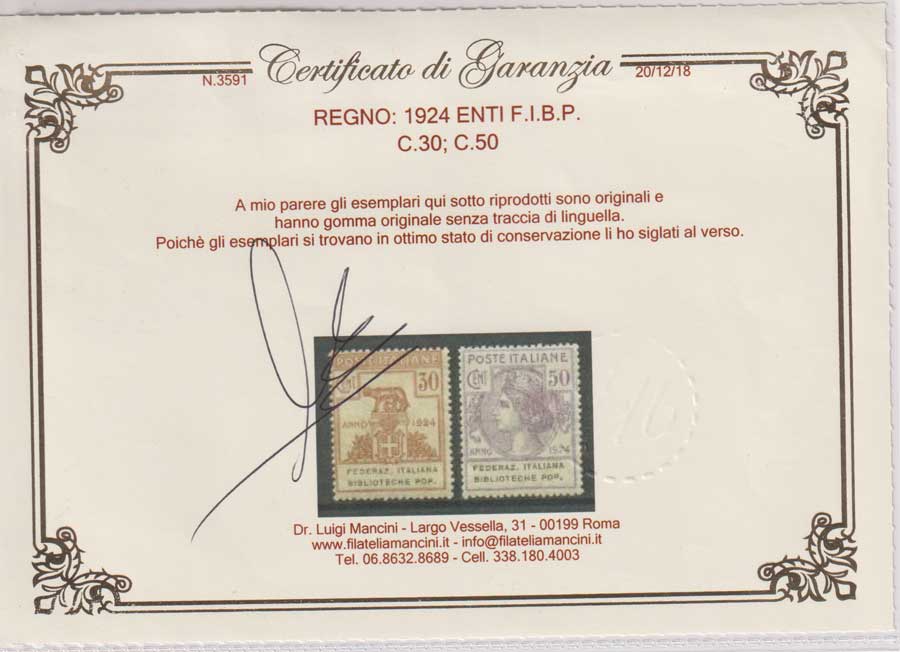 N.3591
Certificato di Garanzia
20/12/18
REGNO: 1924 ENTI F.I.B.P.
C.30; C.50
A mio parere gli esemplari qui sotto riprodotti sono originali e
hanno gomma originale senza traccia di linguella.
Poichè gli esemplari si trovano in ottimo stato di conservazione li ho siglati al verso.
POSTE ITALIANE
CENT 30
ANNO 1924
FEDERAZ. ITALIANA
BIBLIOTECHE POP.
POSTE ITALIANE
CENT 50
ANNO 1924
FEDERAZ. ITALIANA
BIBLIOTECHE POP.
Dr. Luigi Mancini - Largo Vessella, 31 - 00199 Roma
www.filateliamancini.it - info@filateliamancini.it
Tel. 06.8632.8689 - Cell. 338.180.4003